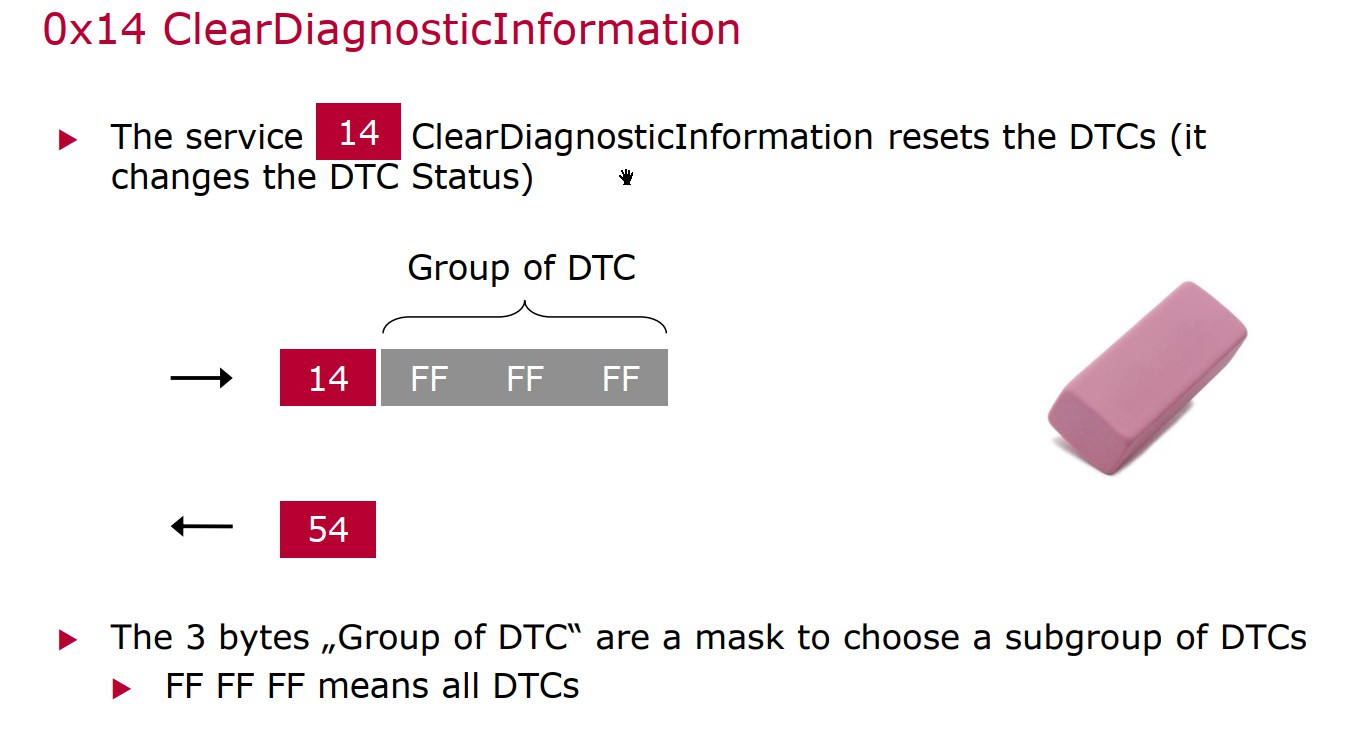 0x14 ClearDiagnosticInformation
The service 14 ClearDiagnosticInformation resets the DTCs (it
changes the DTC Status)
Group of DTC
14 FF FF FF
54
The 3 bytes „Group of DTC‟ are a mask to choose a subgroup of DTCs
FF FF FF means all DTCs